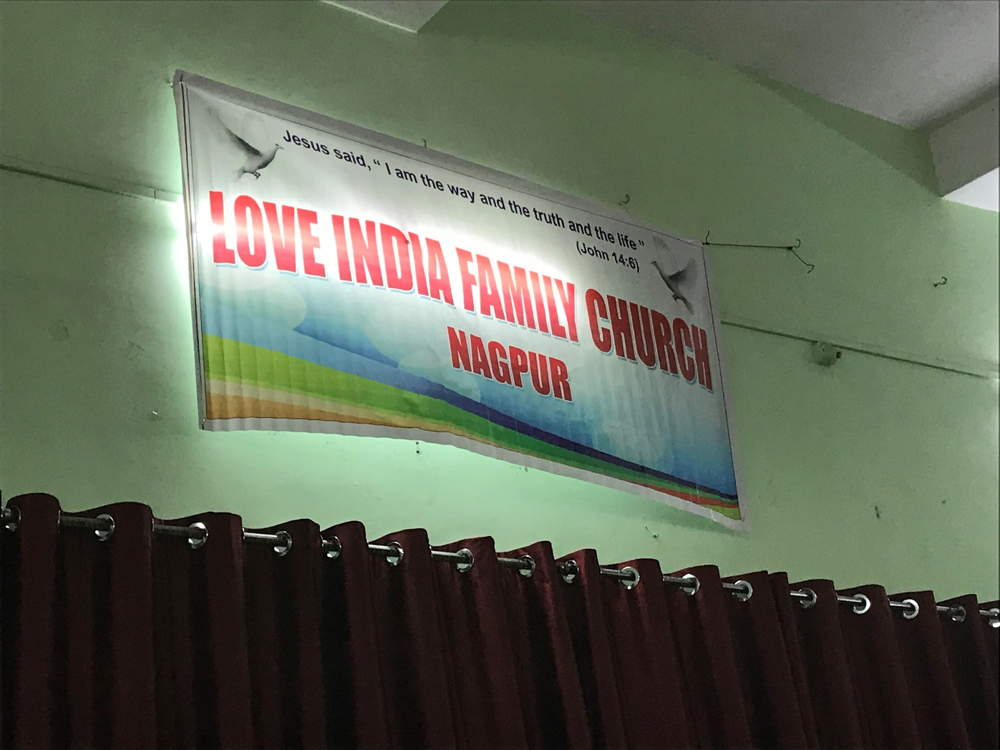 Jesus said, “ I am the way and the truth and the life”
(John 14:6)
LOVE INDIA FAMILY CHURCH
NAGPUR